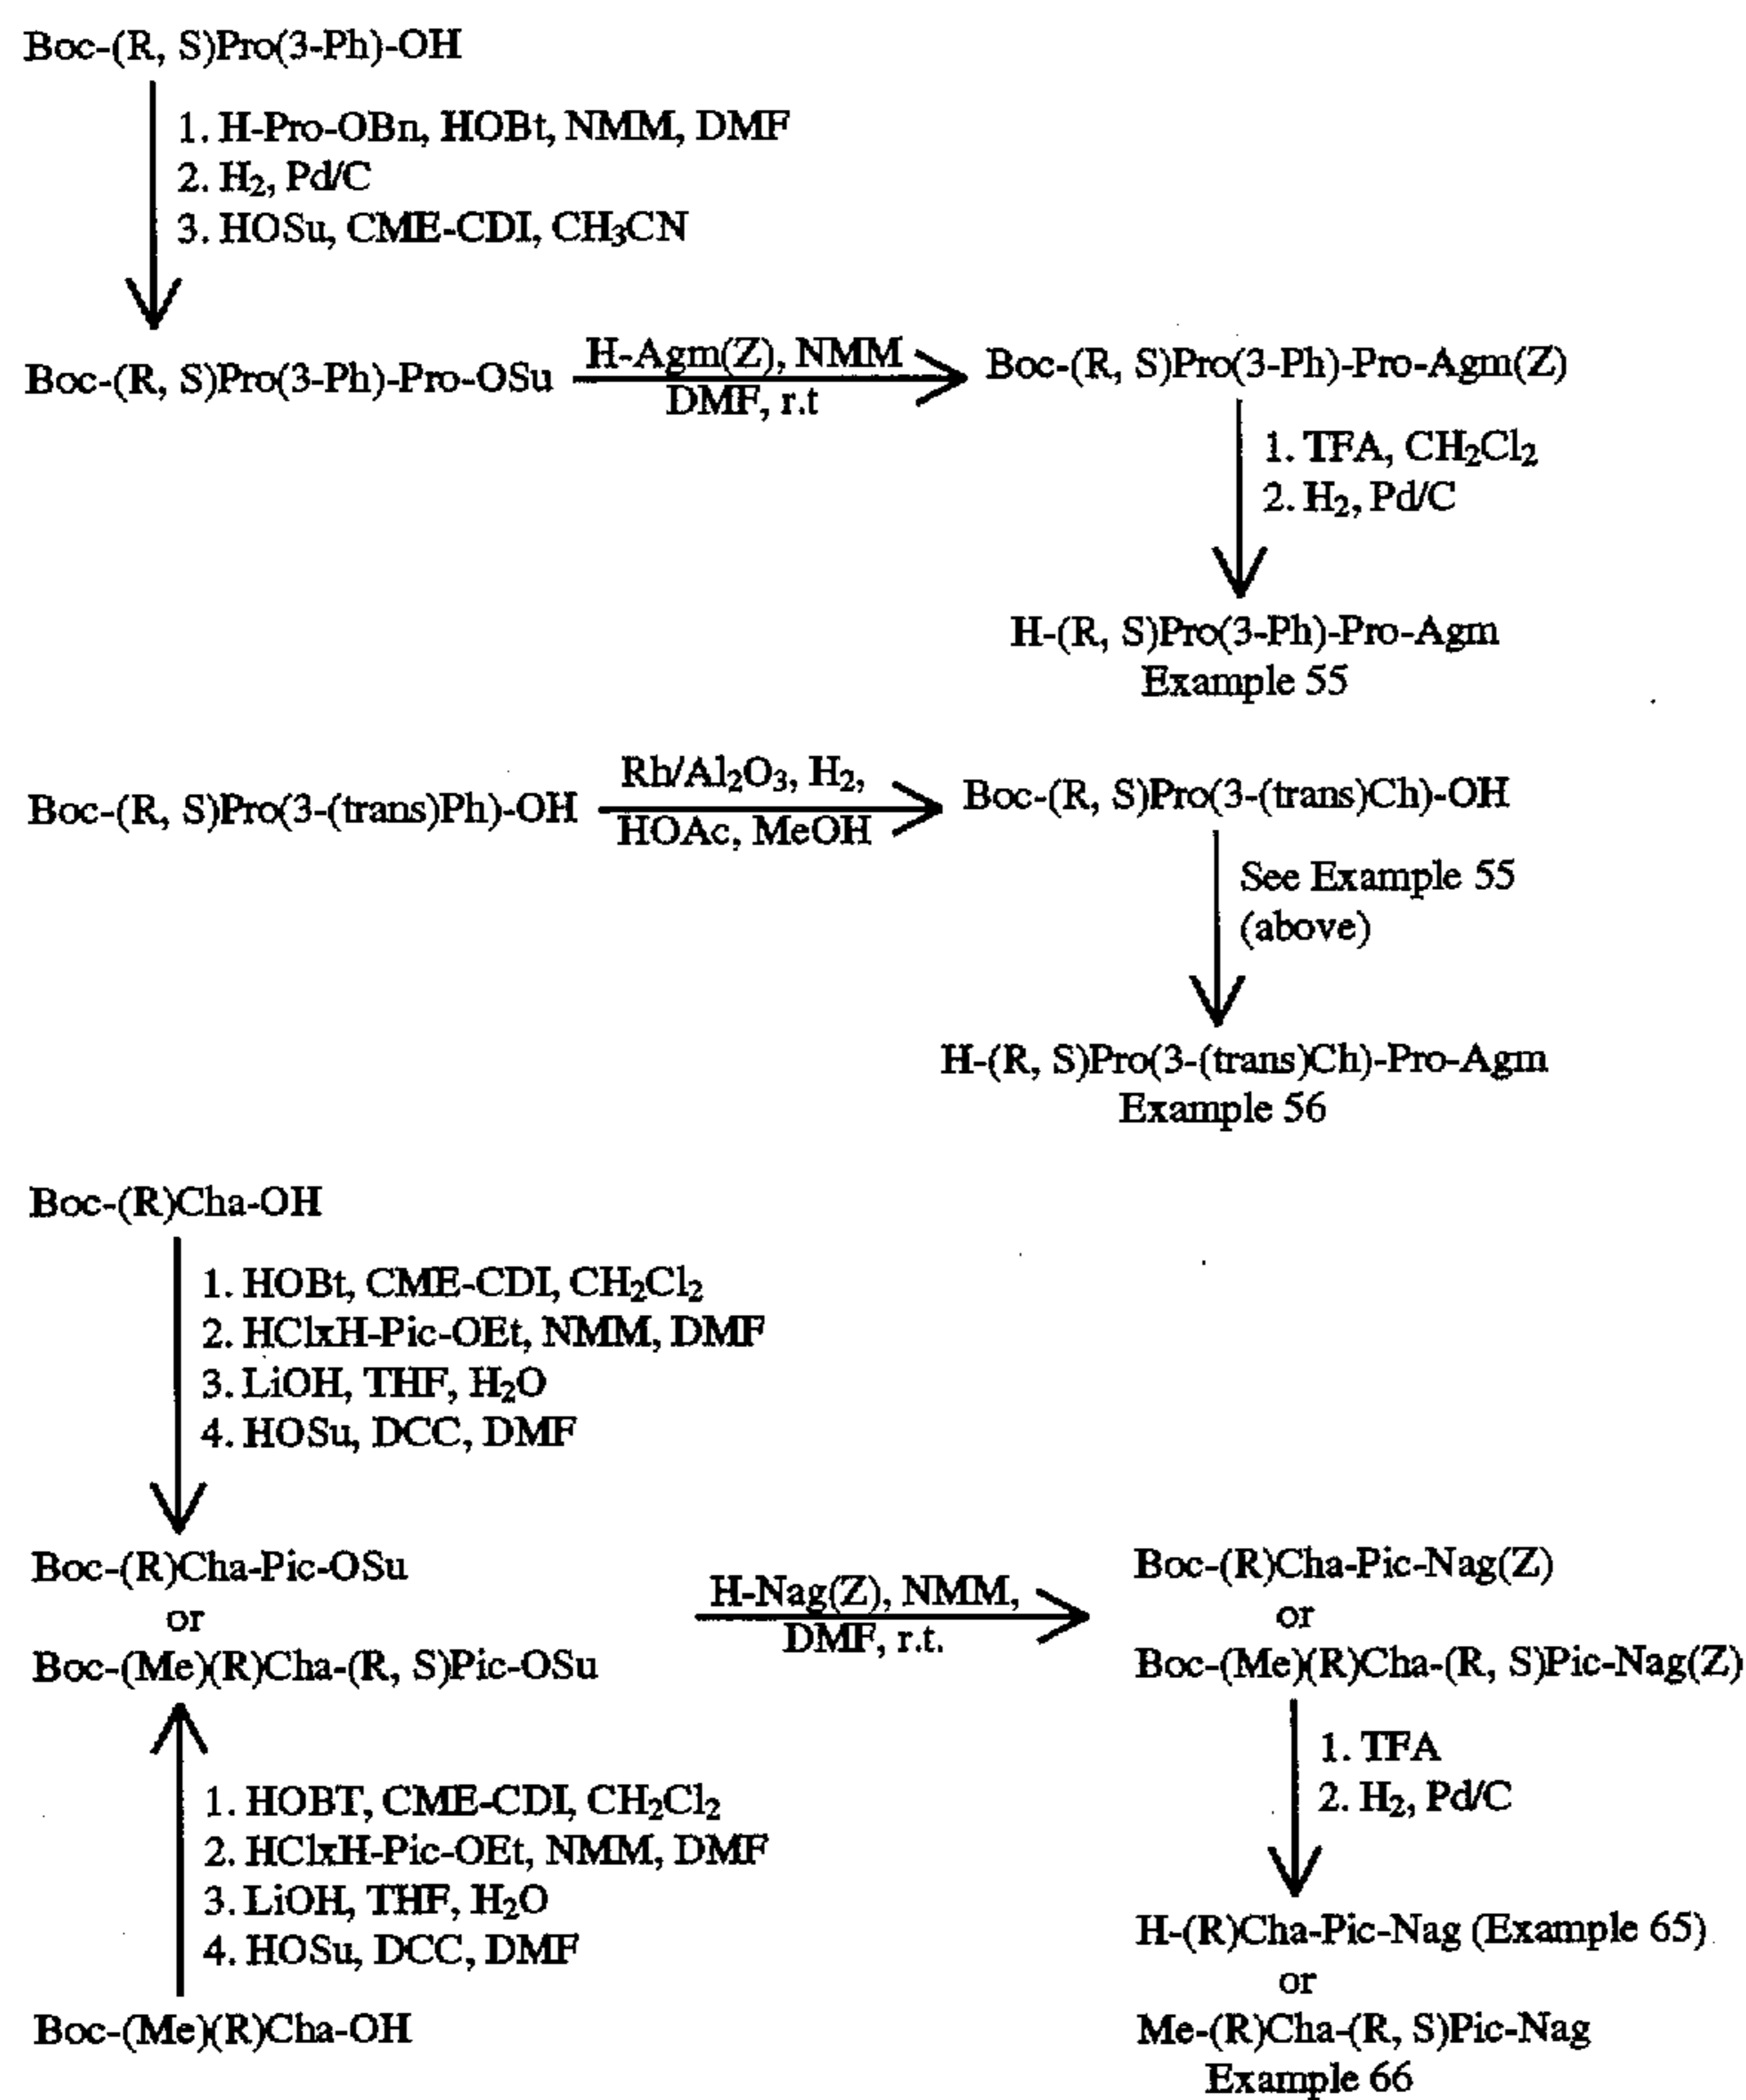 Boc-(R, S)Pro(3-Ph)-OH
1. H-Pro-OBn, HOBt, NMM, DMF
2. H₂, Pd/C
3. HOSu, CME-CDI, CH₃CN
Boc-(R, S)Pro(3-Ph)-Pro-OSu
H-Agm(Z), NMM
DMF, r.t
Boc-(R, S)Pro(3-Ph)-Pro-Agm(Z)
1. TFA, CH₂Cl₂
2. H₂, Pd/C
H-(R, S)Pro(3-Ph)-Pro-Agm
Example 55
Boc-(R, S)Pro(3-(trans)Ph)-OH
Rh/Al₂O₃, H₂,
HOAc, MeOH
Boc-(R, S)Pro(3-(trans)Ch)-OH
See Example 55
(above)
H-(R, S)Pro(3-(trans)Ch)-Pro-Agm
Example 56
Boc-(R)Cha-OH
1. HOBt, CME-CDI, CH₂Cl₂
2. HClxH-Pic-OEt, NMM, DMF
3. LiOH, THF, H₂O
4. HOSu, DCC, DMF
Boc-(R)Cha-Pic-OSu
or
Boc-(Me)(R)Cha-(R, S)Pic-OSu
H-Nag(Z), NMM,
DMF, r.t.
Boc-(R)Cha-Pic-Nag(Z)
or
Boc-(Me)(R)Cha-(R, S)Pic-Nag(Z)
1. TFA
2. H₂, Pd/C
1. HOBT, CME-CDI, CH₂Cl₂
2. HClxH-Pic-OEt, NMM, DMF
3. LiOH, THF, H₂O
4. HOSu, DCC, DMF
Boc-(Me)(R)Cha-OH
H-(R)Cha-Pic-Nag (Example 65)
or
Me-(R)Cha-(R, S)Pic-Nag
Example 66